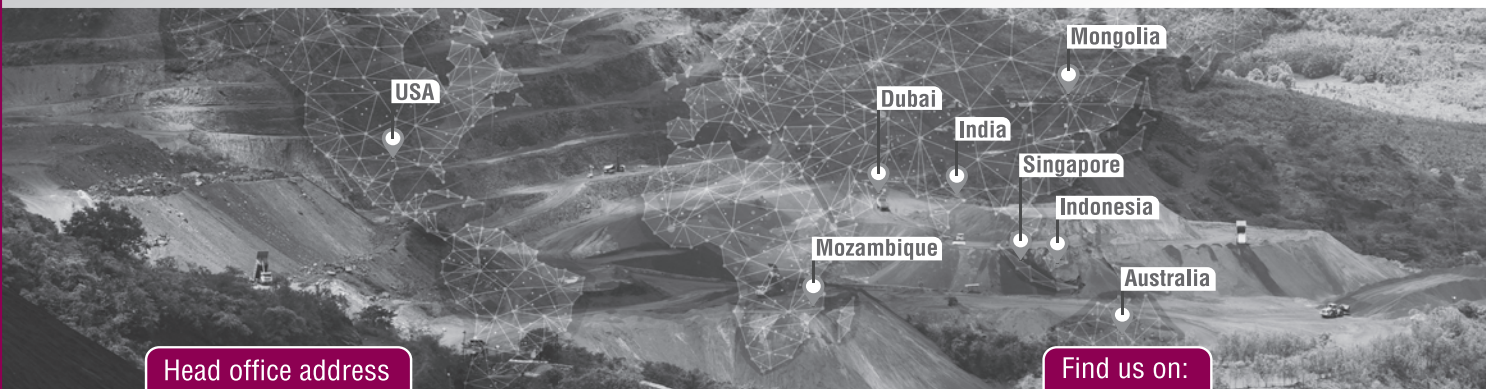 Mongolia
USA
Dubai
India
Singapore
Indonesia
Mozambique
Australia
Head office address
Find us on: